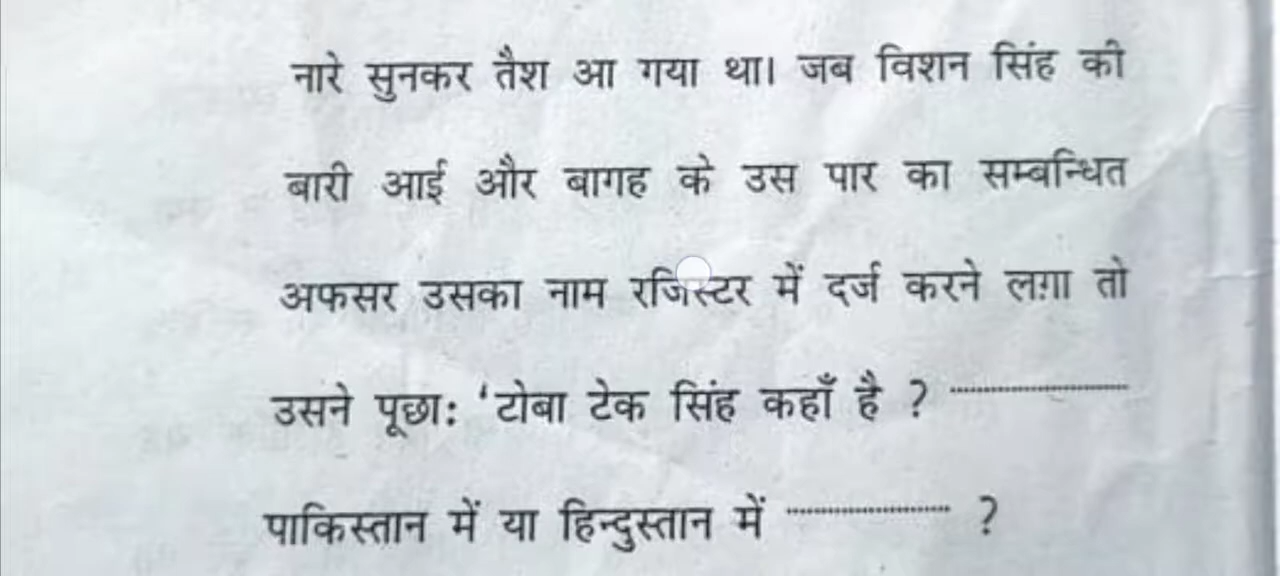 नारे सुनकर तैश आ गया था। जब विशन सिंह की
बारी आई और बागह के उस पार का सम्बन्धित
अफसर उसका नाम रजिस्टर में दर्ज करने लग़ा तो
उसने पूछा: ‘टोबा टेक सिंह कहाँ है ? ........................
पाकिस्तान में या हिन्दुस्तान में ........................ ?